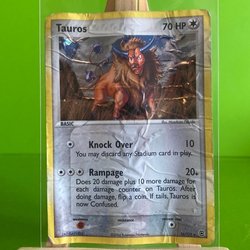 Tauros 70 HP
BASIC
Knock Over 10
You may discard any Stadium card in play.
Rampage 20+
Does 20 damage plus 10 more damage for
each damage counter on Tauros. After
doing damage, flip a coin. If tails, Tauros is
now Confused.
weakness resistance